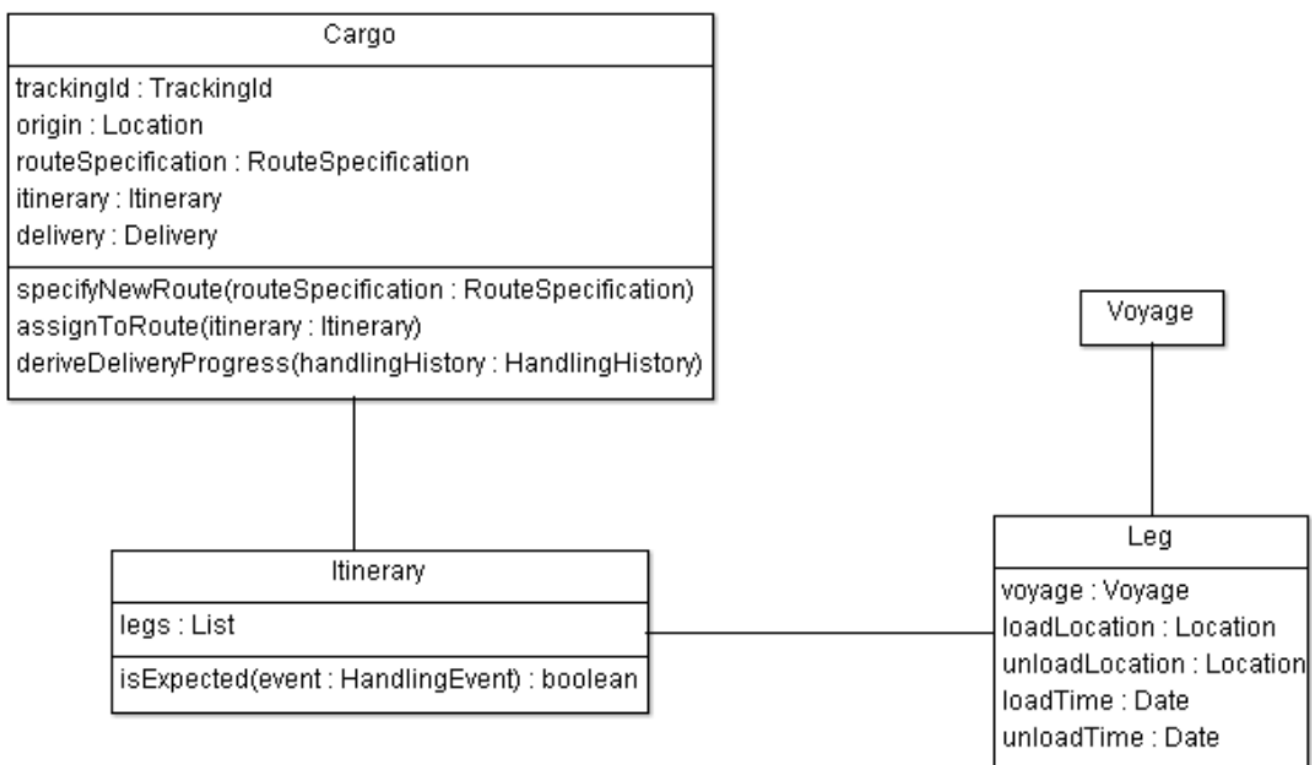 Cargo
trackingId : TrackingId
origin : Location
routeSpecification : RouteSpecification
itinerary : Itinerary
delivery : Delivery
specifyNewRoute(routeSpecification : RouteSpecification)
assignToRoute(itinerary : Itinerary)
deriveDeliveryProgress(handlingHistory : HandlingHistory)
Voyage
Itinerary
legs : List
isExpected(event : HandlingEvent) : boolean
Leg
voyage : Voyage
loadLocation : Location
unloadLocation : Location
loadTime : Date
unloadTime : Date